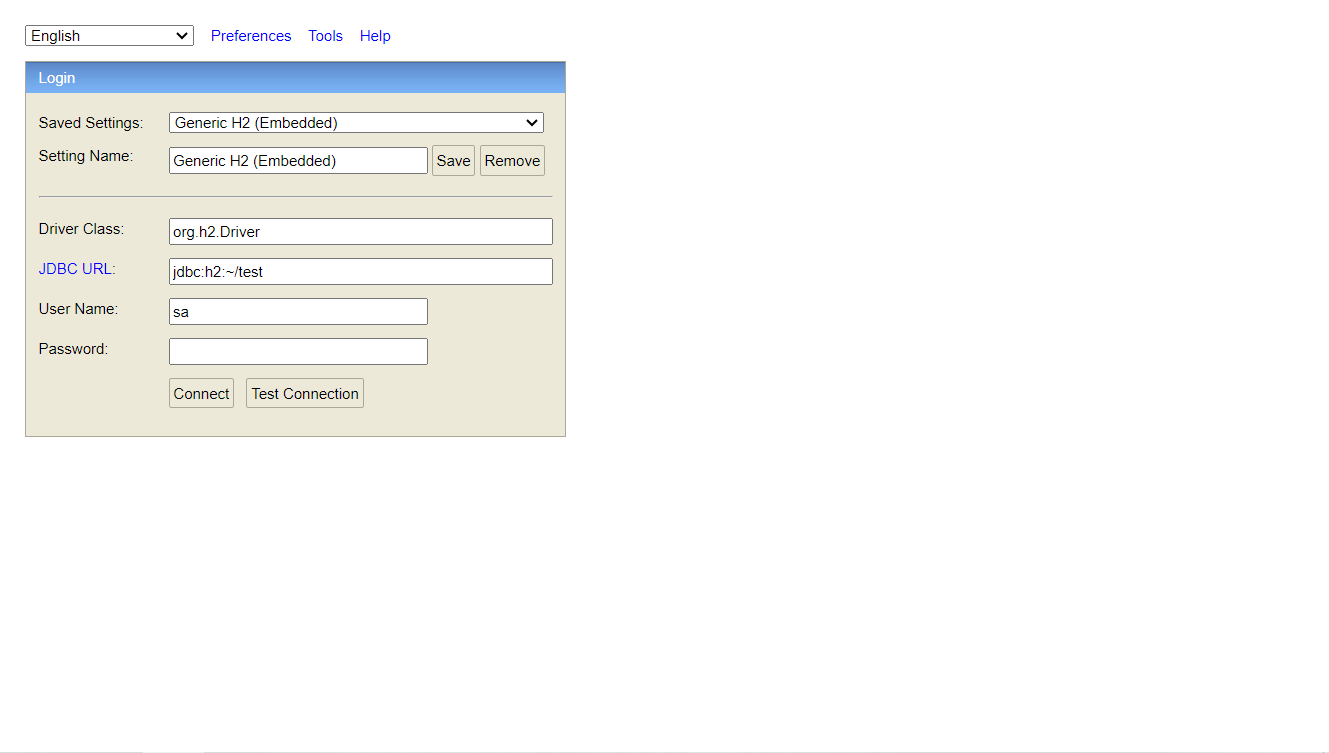 English Preferences Tools Help
Login
Saved Settings: Generic H2 (Embedded)
Setting Name: Generic H2 (Embedded) Save Remove
Driver Class: org.h2.Driver
JDBC URL: jdbc:h2:~/test
User Name: sa
Password:
Connect Test Connection